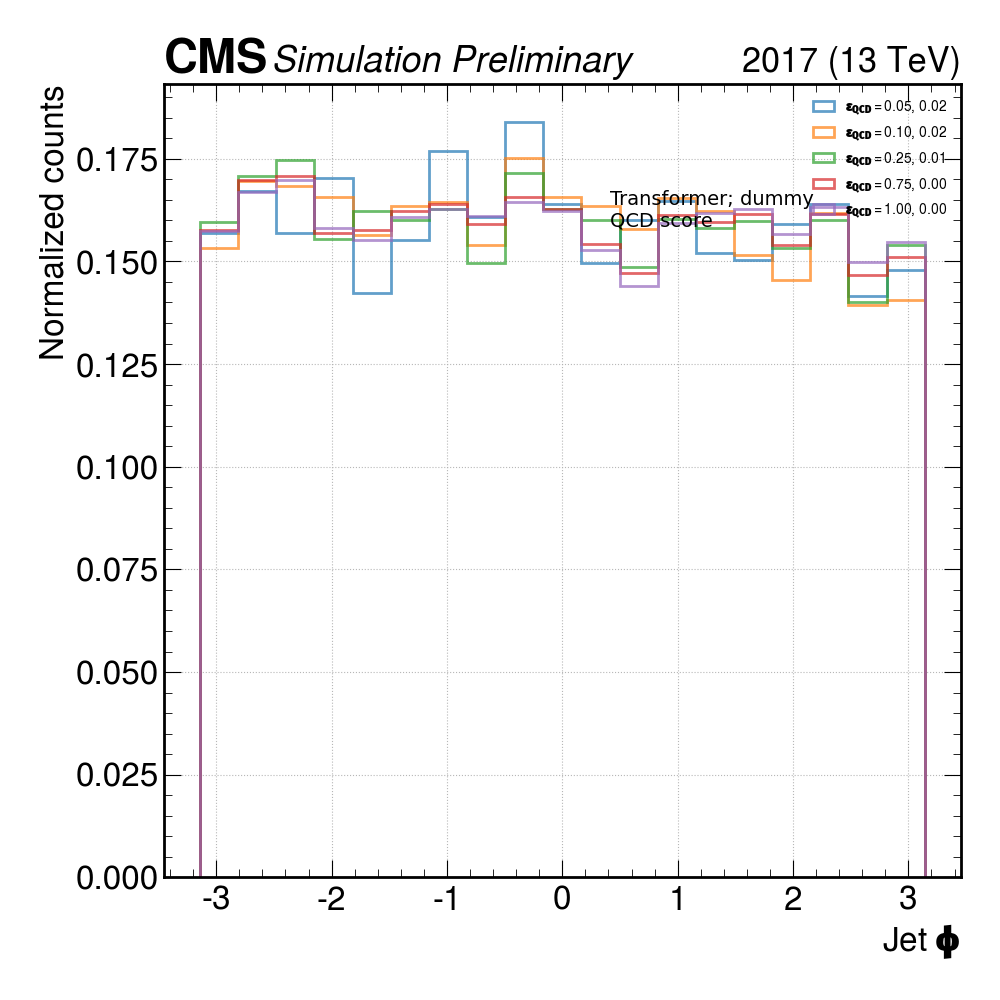 CMS Simulation Preliminary 2017 (13 TeV)
Normalized counts
0.175
0.150
0.125
0.100
0.075
0.050
0.025
0.000
εQCD = 0.05, 0.02
εQCD = 0.10, 0.02
εQCD = 0.25, 0.01
εQCD = 0.75, 0.00
εQCD = 1.00, 0.00
Transformer; dummy
QCD score
-3 -2 -1 0 1 2 3
Jet ϕ